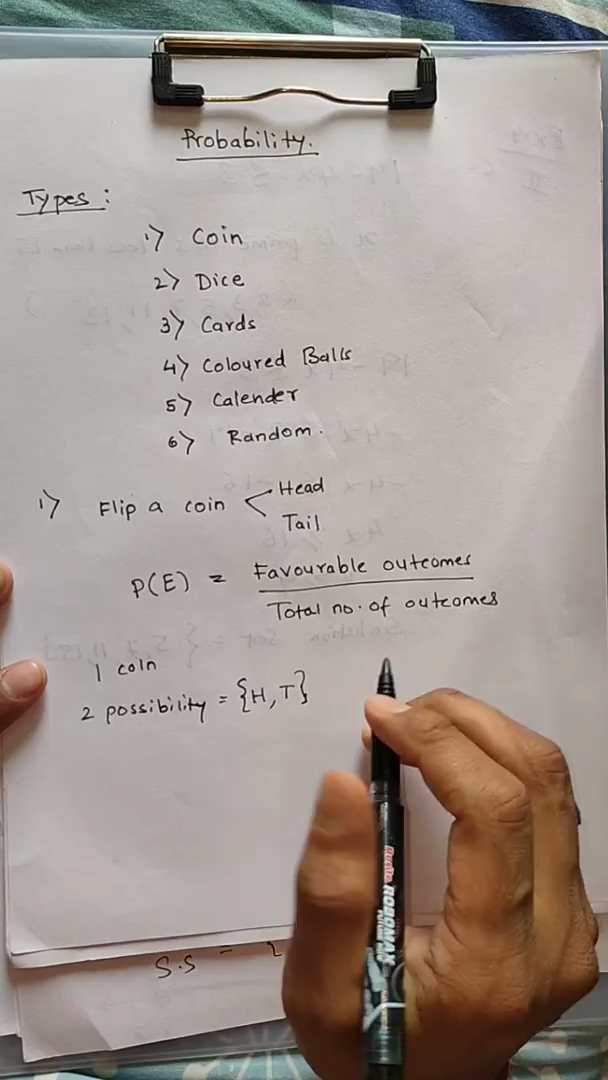 Probability.
Types :
1) Coin
2) Dice
3) Cards
4) Coloured Balls
5) Calender
6) Random.
1) Flip a coin < Head
Tail
P(E) = Favourable outcomes
Total no. of outcomes
1 coin
2 possibility = {H, T}
S.S - 2
ROBOMAX